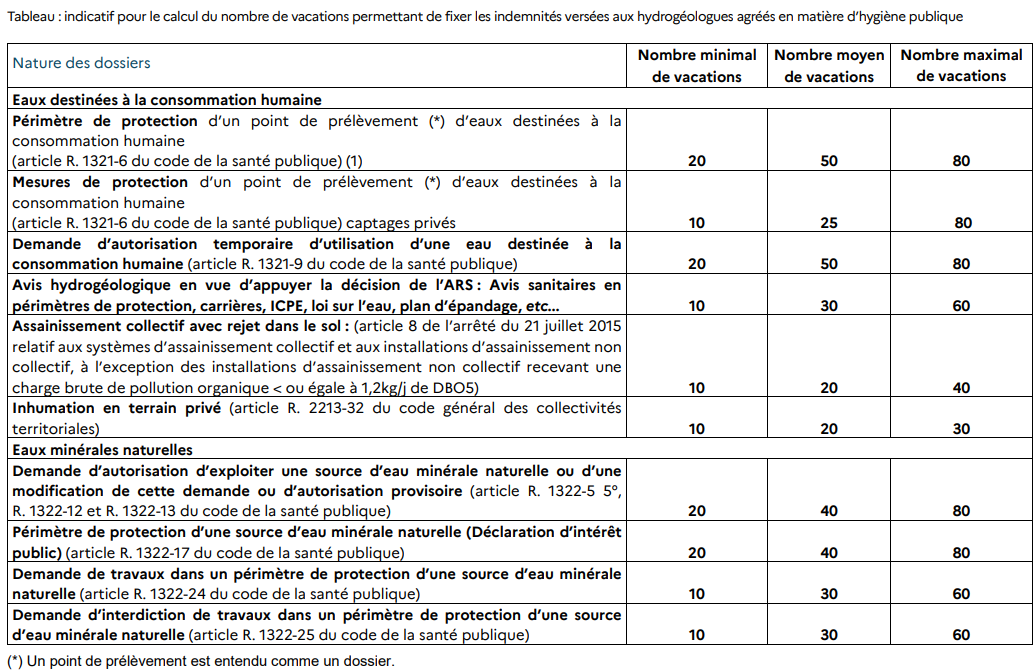 Tableau : indicatif pour le calcul du nombre de vacations permettant de fixer les indemnités versées aux hydrogéologues agréés en matière d’hygiène publique
Nature des dossiers
Nombre minimal de vacations
Nombre moyen de vacations
Nombre maximal de vacations
Eaux destinées à la consommation humaine
Périmètre de protection d’un point de prélèvement (*) d’eaux destinées à la
consommation humaine
(article R. 1321-6 du code de la santé publique) (1) 20 50 80
Mesures de protection d’un point de prélèvement (*) d’eaux destinées à la
consommation humaine
(article R. 1321-6 du code de la santé publique) captages privés 10 25 80
Demande d’autorisation temporaire d’utilisation d’une eau destinée à la
consommation humaine (article R. 1321-9 du code de la santé publique) 20 50 80
Avis hydrogéologique en vue d’appuyer la décision de l’ARS : Avis sanitaires en
périmètres de protection, carrières, ICPE, loi sur l’eau, plan d’épandage, etc... 10 30 60
Assainissement collectif avec rejet dans le sol : (article 8 de l’arrêté du 21 juillet 2015
relatif aux systèmes d’assainissement collectif et aux installations d’assainissement non
collectif, à l’exception des installations d’assainissement non collectif recevant une
charge brute de pollution organique < ou égale à 1,2kg/j de DBO5) 10 20 40
Inhumation en terrain privé (article R. 2213-32 du code général des collectivités
territoriales) 10 20 30
Eaux minérales naturelles
Demande d’autorisation d’exploiter une source d’eau minérale naturelle ou d’une
modification de cette demande ou d’autorisation provisoire (article R. 1322-5 5°,
R. 1322-12 et R. 1322-13 du code de la santé publique) 20 40 80
Périmètre de protection d’une source d’eau minérale naturelle (Déclaration d’intérêt
public) (article R. 1322-17 du code de la santé publique) 20 40 80
Demande de travaux dans un périmètre de protection d’une source d’eau minérale
naturelle (article R. 1322-24 du code de la santé publique) 10 30 60
Demande d’interdiction de travaux dans un périmètre de protection d’une source
d’eau minérale naturelle (article R. 1322-25 du code de la santé publique) 10 30 60
(*) Un point de prélèvement est entendu comme un dossier.